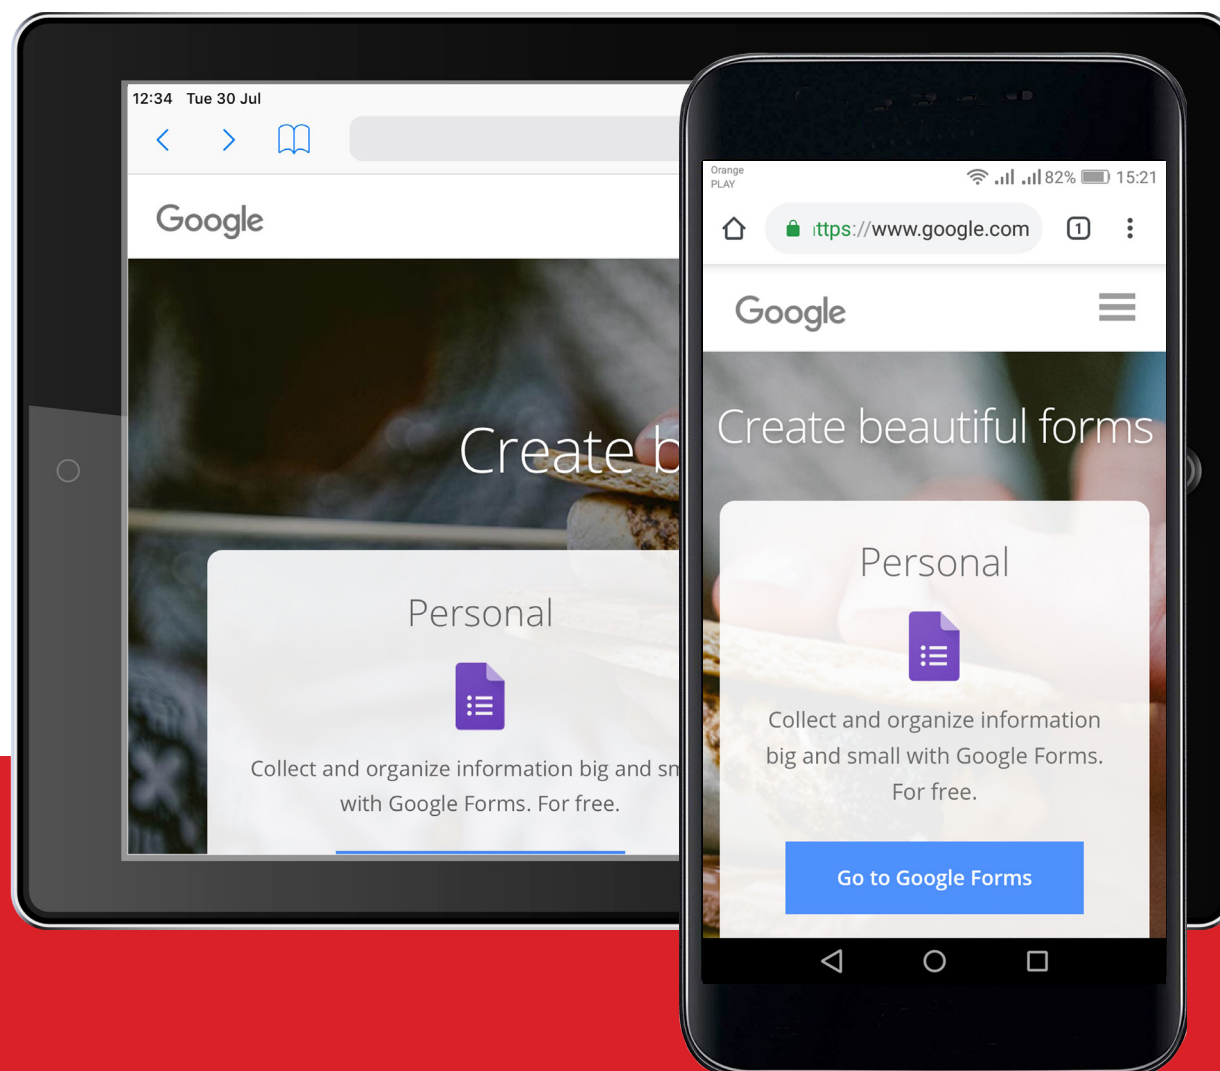 12:34 Tue 30 Jul
Google
Create b
Personal
Collect and organize information big and sm
with Google Forms. For free.
Orange
PLAY
82% 15:21
ttps://www.google.com
1
Google
Create beautiful forms
Personal
Collect and organize information
big and small with Google Forms.
For free.
Go to Google Forms